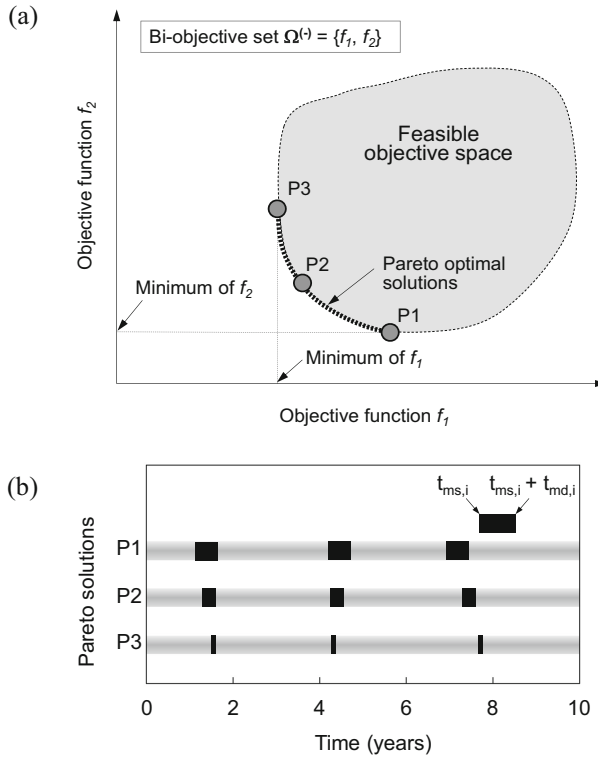 (a)
Bi-objective set Ω(-) = {f1, f2}
Objective function f2
Feasible
objective space
P3
P2
Pareto optimal
solutions
P1
Minimum of f2
Minimum of f1
Objective function f1
(b)
tms,i
tms,i + tmd,i
Pareto solutions
P1
P2
P3
0 2 4 6 8 10
Time (years)